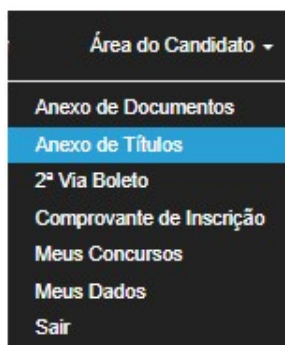 Área do Candidato
Anexo de Documentos
Anexo de Títulos
2ª Via Boleto
Comprovante de Inscrição
Meus Concursos
Meus Dados
Sair